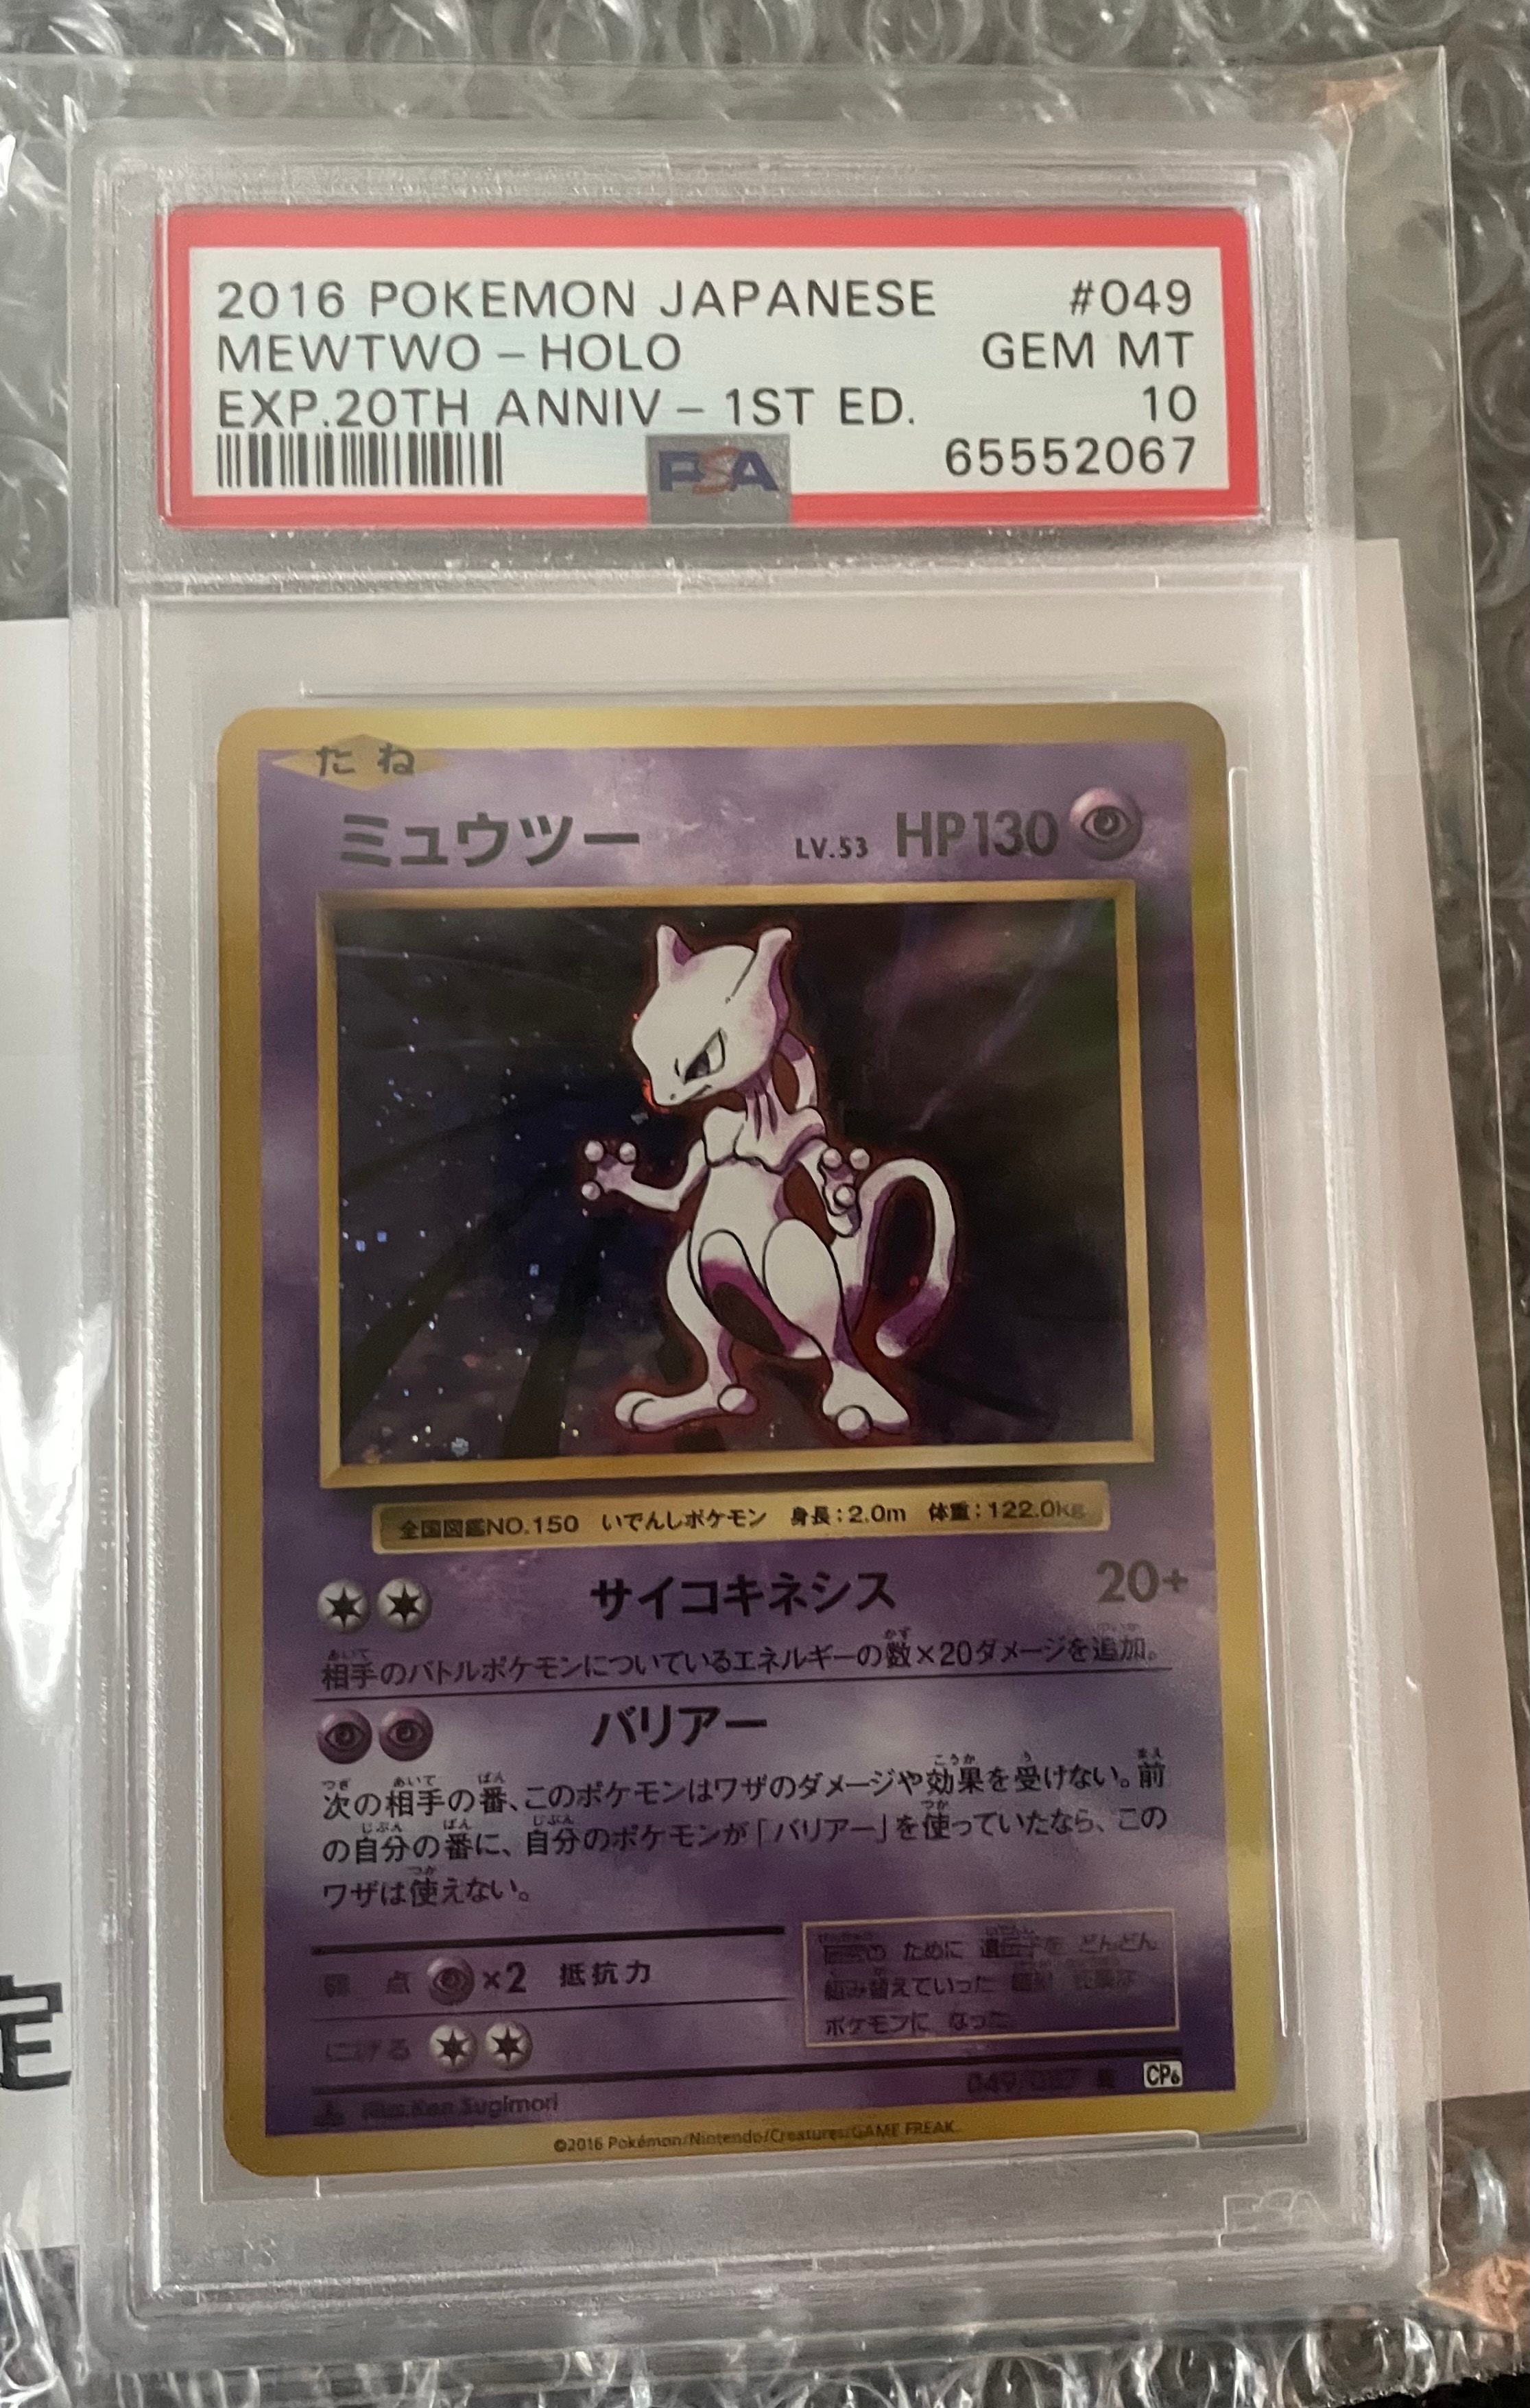 2016 POKEMON JAPANESE #049
MEWTWO – HOLO GEM MT
EXP.20TH ANNIV – 1ST ED. 10
PSA 65552067
たね
ミュウツー LV.53 HP130
全国図鑑NO.150 いでんしポケモン 身長:2.0m 体重:122.0kg
サイコキネシス 20+
相手のバトルポケモンについているエネルギーの数×20ダメージを追加。
バリアー
次の相手の番、このポケモンはワザのダメージや効果を受けない。前
の自分の番に、自分のポケモンが「バリアー」を使っていたなら、この
ワザは使えない。
弱点 ×2 抵抗力
ために 遺伝子を どんどん
組み替えていった
ポケモンに なった
にげる
049 CP6
Illus. Ken Sugimori
©2016 Pokémon/Nintendo/Creatures/GAME FREAK.
PSA
定